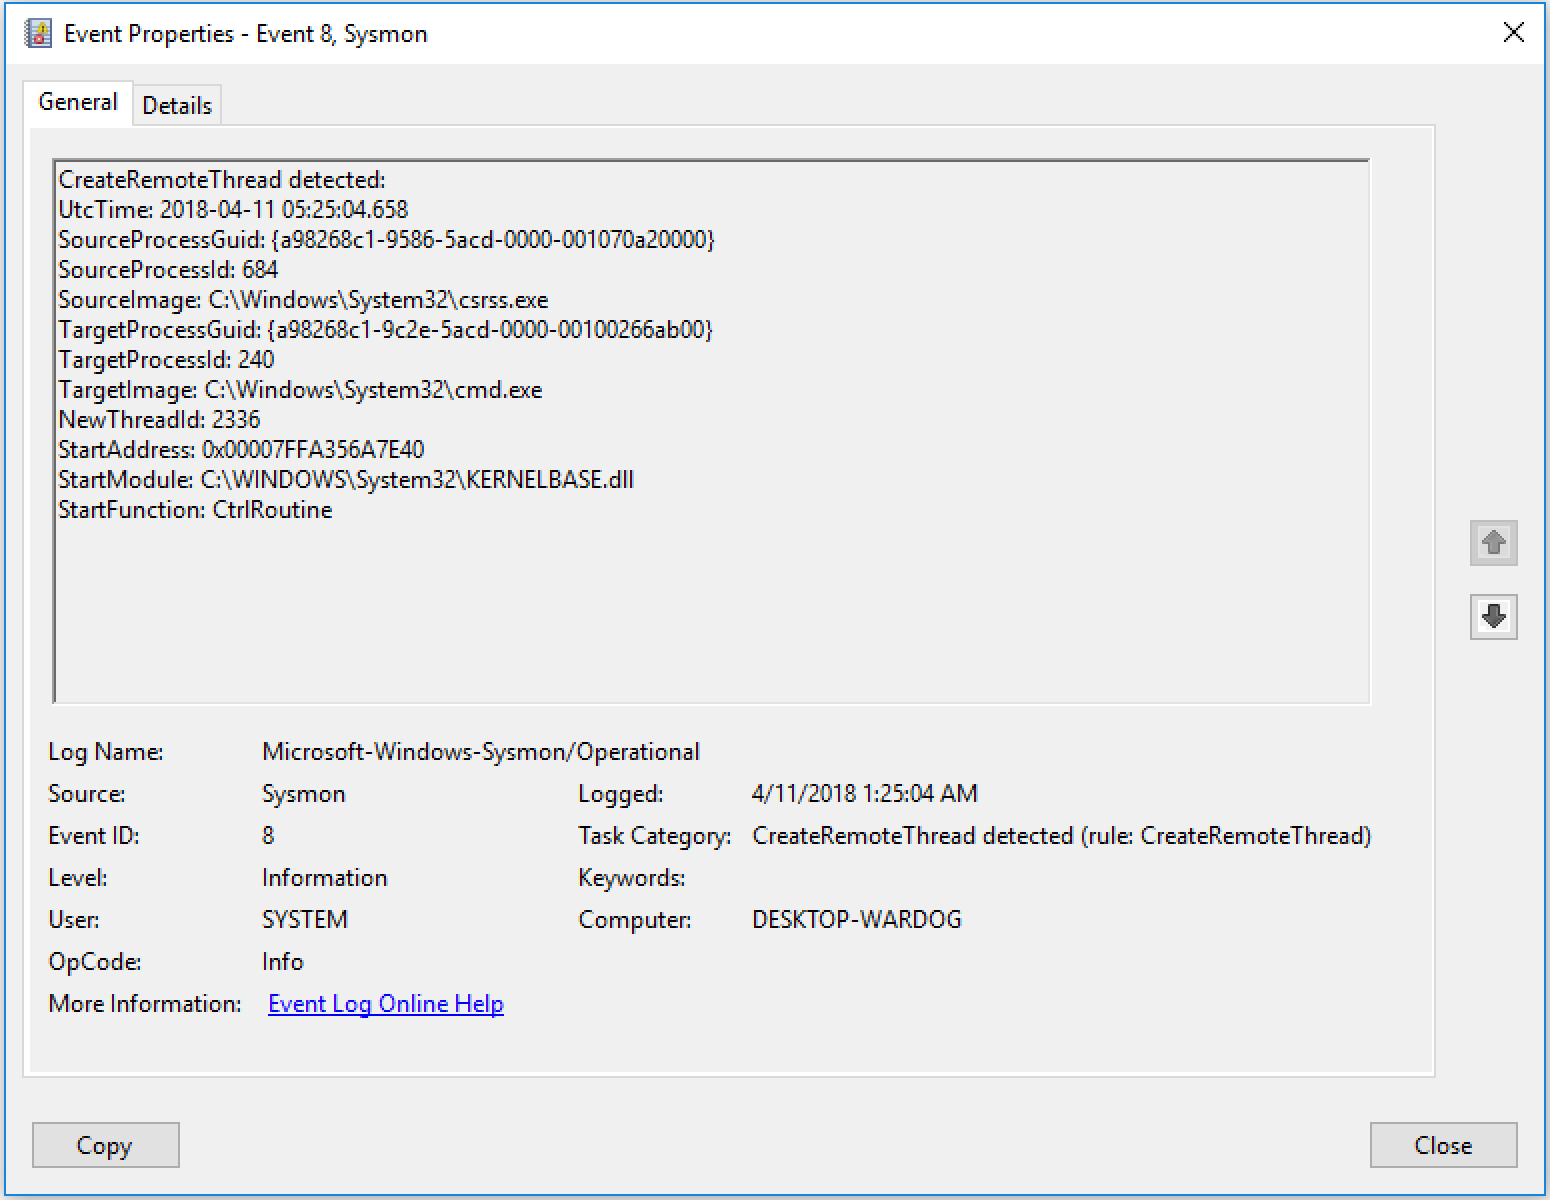 Event Properties - Event 8, Sysmon
General Details
CreateRemoteThread detected:
UtcTime: 2018-04-11 05:25:04.658
SourceProcessGuid: {a98268c1-9586-5acd-0000-001070a20000}
SourceProcessId: 684
SourceImage: C:\Windows\System32\csrss.exe
TargetProcessGuid: {a98268c1-9c2e-5acd-0000-00100266ab00}
TargetProcessId: 240
TargetImage: C:\Windows\System32\cmd.exe
NewThreadId: 2336
StartAddress: 0x00007FFA356A7E40
StartModule: C:\WINDOWS\System32\KERNELBASE.dll
StartFunction: CtrlRoutine
Log Name: Microsoft-Windows-Sysmon/Operational
Source: Sysmon Logged: 4/11/2018 1:25:04 AM
Event ID: 8 Task Category: CreateRemoteThread detected (rule: CreateRemoteThread)
Level: Information Keywords:
User: SYSTEM Computer: DESKTOP-WARDOG
OpCode: Info
More Information: Event Log Online Help
Copy Close